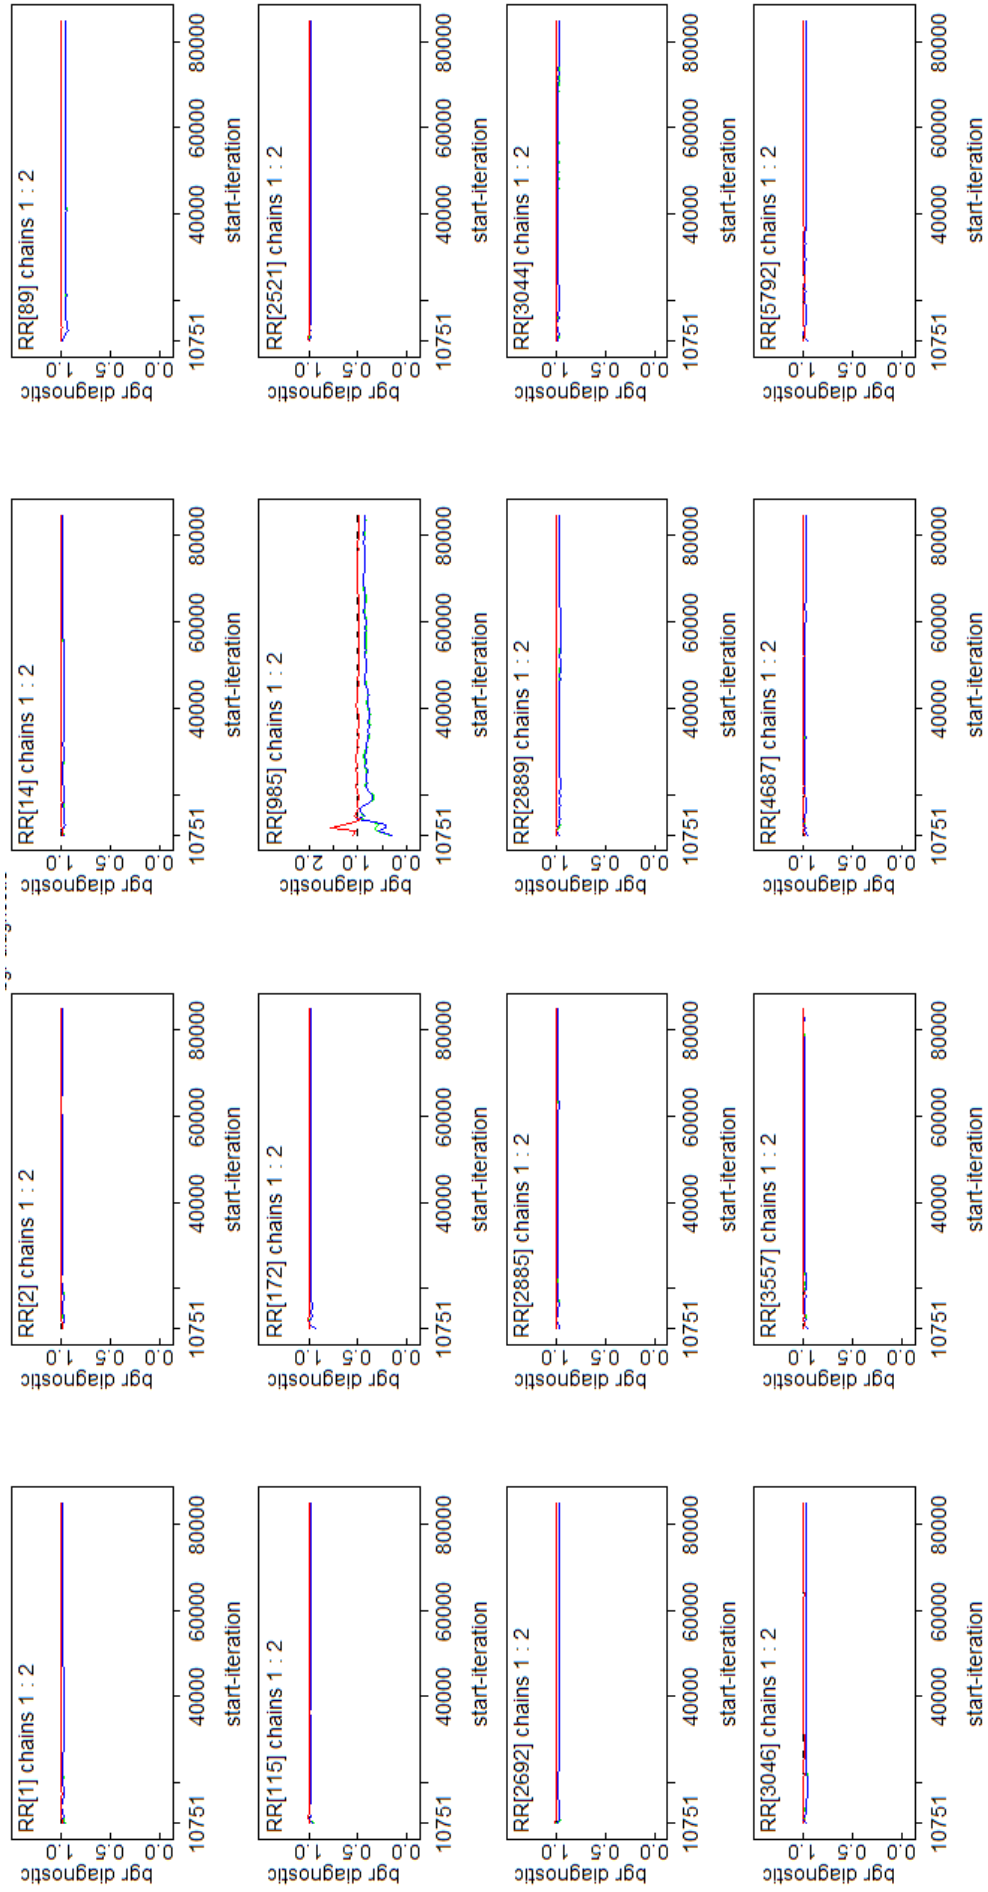 RR[1] chains 1 : 2
bgr diagnostic
1.0
0.5
0.0
10751 40000 60000 80000
start-iteration
RR[2] chains 1 : 2
bgr diagnostic
1.0
0.5
0.0
10751 40000 60000 80000
start-iteration
RR[14] chains 1 : 2
bgr diagnostic
1.0
0.5
0.0
10751 40000 60000 80000
start-iteration
RR[89] chains 1 : 2
bgr diagnostic
1.0
0.5
0.0
10751 40000 60000 80000
start-iteration
RR[115] chains 1 : 2
bgr diagnostic
1.0
0.5
0.0
10751 40000 60000 80000
start-iteration
RR[172] chains 1 : 2
bgr diagnostic
1.0
0.5
0.0
10751 40000 60000 80000
start-iteration
RR[985] chains 1 : 2
bgr diagnostic
2.0
1.0
0.0
10751 40000 60000 80000
start-iteration
RR[2521] chains 1 : 2
bgr diagnostic
1.0
0.5
0.0
10751 40000 60000 80000
start-iteration
RR[2692] chains 1 : 2
bgr diagnostic
1.0
0.5
0.0
10751 40000 60000 80000
start-iteration
RR[2885] chains 1 : 2
bgr diagnostic
1.0
0.5
0.0
10751 40000 60000 80000
start-iteration
RR[2889] chains 1 : 2
bgr diagnostic
1.0
0.5
0.0
10751 40000 60000 80000
start-iteration
RR[3044] chains 1 : 2
bgr diagnostic
1.0
0.5
0.0
10751 40000 60000 80000
start-iteration
RR[3046] chains 1 : 2
bgr diagnostic
1.0
0.5
0.0
10751 40000 60000 80000
start-iteration
RR[3557] chains 1 : 2
bgr diagnostic
1.0
0.5
0.0
10751 40000 60000 80000
start-iteration
RR[4687] chains 1 : 2
bgr diagnostic
1.0
0.5
0.0
10751 40000 60000 80000
start-iteration
RR[5792] chains 1 : 2
bgr diagnostic
1.0
0.5
0.0
10751 40000 60000 80000
start-iteration